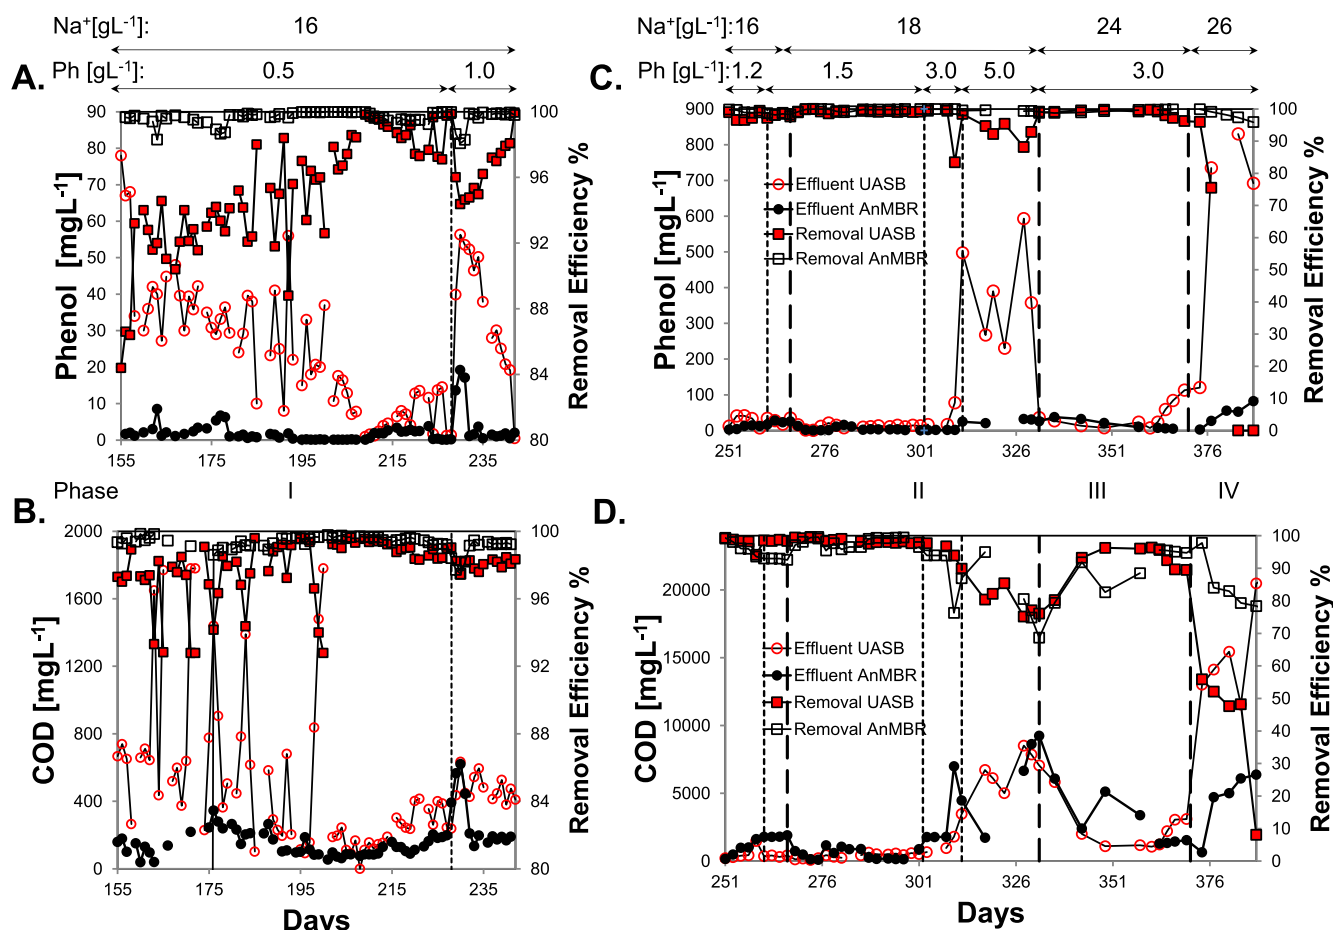 Na⁺[gL⁻¹]: 16
Ph [gL⁻¹]: 0.5 1.0
A.
90 80 70 60 50 40 30 20 10 0
Phenol [mgL⁻¹]
100 96 92 88 84 80
Removal Efficiency %
155 175 195 215 235
Na⁺[gL⁻¹]:16 18 24 26
Ph [gL⁻¹]:1.2 1.5 3.0 5.0 3.0
C.
900 800 700 600 500 400 300 200 100 0
Phenol [mgL⁻¹]
Effluent UASB
Effluent AnMBR
Removal UASB
Removal AnMBR
100 90 80 70 60 50 40 30 20 10 0
Removal Efficiency %
251 276 301 326 351 376
Phase I II III IV
B.
2000 1600 1200 800 400 0
COD [mgL⁻¹]
100 96 92 88 84 80
Removal Efficiency %
155 175 195 215 235
Days
D.
20000 15000 10000 5000 0
COD [mgL⁻¹]
Effluent UASB
Effluent AnMBR
Removal UASB
Removal AnMBR
100 90 80 70 60 50 40 30 20 10 0
Removal Efficiency %
251 276 301 326 351 376
Days